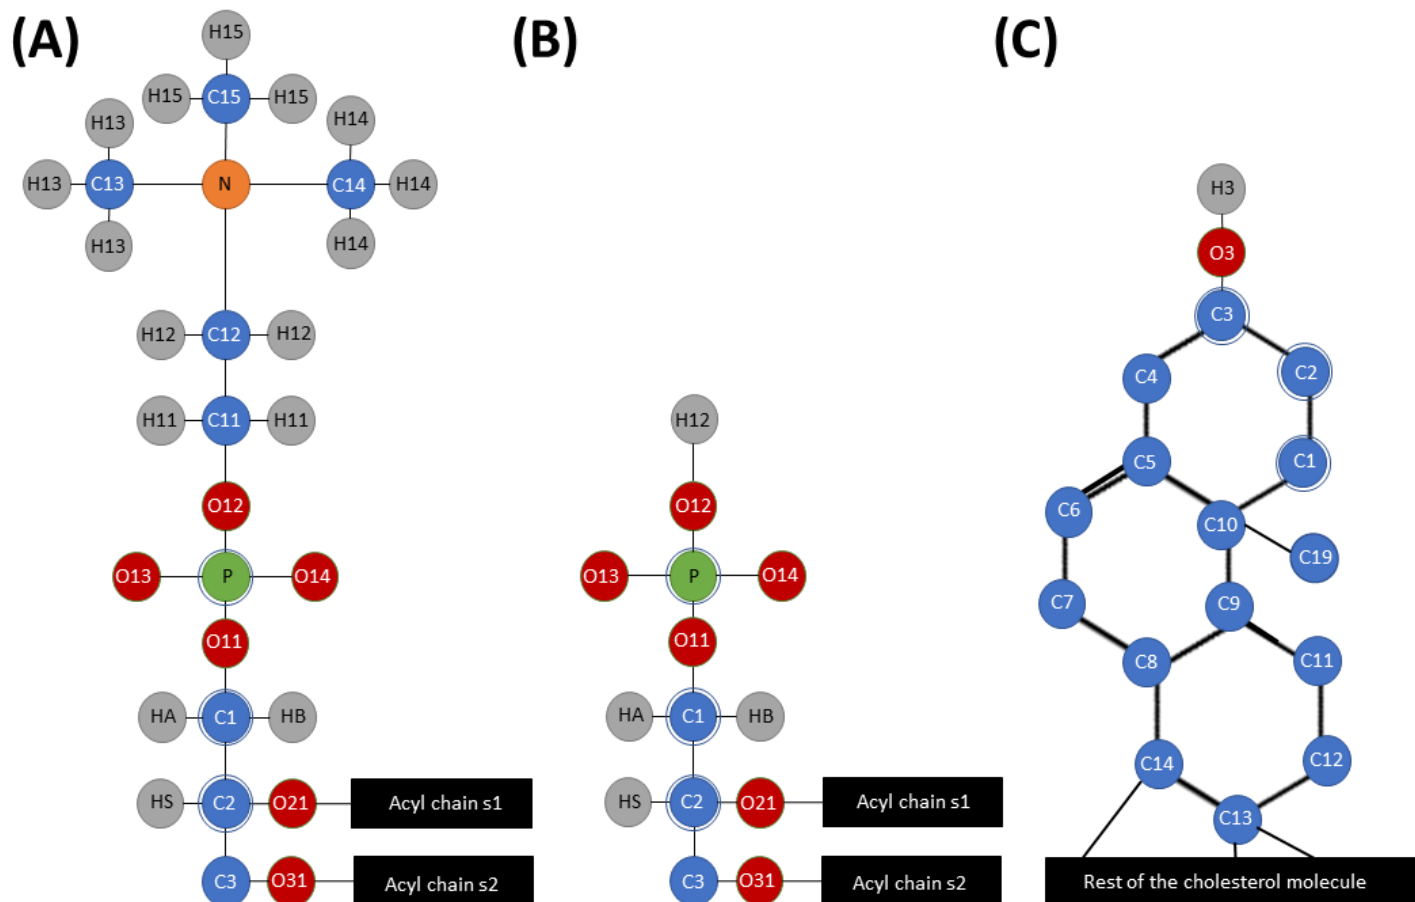 (A)
H15
H15 C15 H15
H13
H14
H13 C13 N C14 H14
H13
H14
H12 C12 H12
H11 C11 H11
O12
O13 P O14
O11
HA C1 HB
HS C2 O21 Acyl chain s1
C3 O31 Acyl chain s2
(B)
H12
O12
O13 P O14
O11
HA C1 HB
HS C2 O21 Acyl chain s1
C3 O31 Acyl chain s2
(C)
H3
O3
C3
C4 C2
C5 C1
C6 C10
C19
C7 C9
C8 C11
C14 C12
C13
Rest of the cholesterol molecule